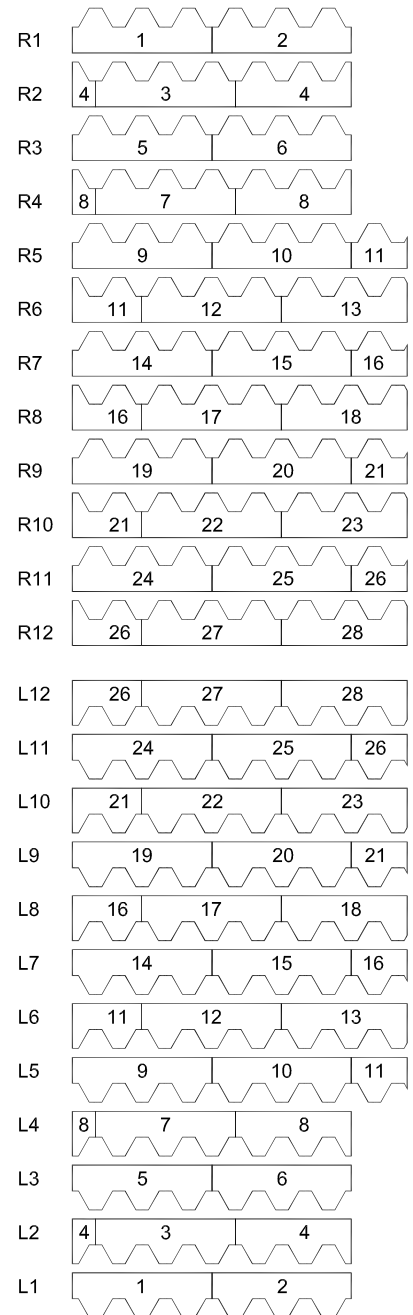 R1 1 2
R2 4 3 4
R3 5 6
R4 8 7 8
R5 9 10 11
R6 11 12 13
R7 14 15 16
R8 16 17 18
R9 19 20 21
R10 21 22 23
R11 24 25 26
R12 26 27 28
L12 26 27 28
L11 24 25 26
L10 21 22 23
L9 19 20 21
L8 16 17 18
L7 14 15 16
L6 11 12 13
L5 9 10 11
L4 8 7 8
L3 5 6
L2 4 3 4
L1 1 2